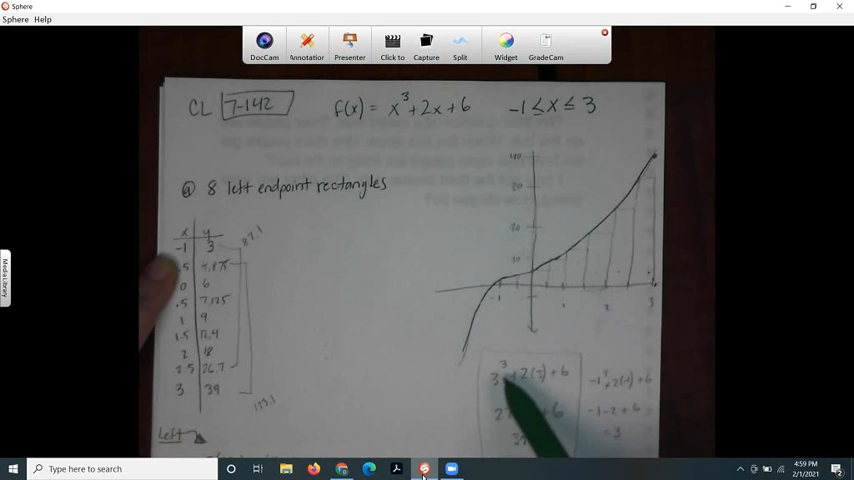 Sphere
Sphere Help
DocCam
Annotation
Presenter
Click to
Capture
Split
Widget
GradeCam
CL 7-142 f(x) = x³+2x+6 -1≤x≤3
ⓐ 8 left endpoint rectangles
x y
-1 3
.5 4.875
0 6
.5 7.125
1 9
1.5 12.4
2 18
2.5 26.7
3 39
87.1
Left
40
30
20
10
-1 1 2 3
3³+2(3)+6
+6
-1-2+6
=3
Media Library
Type here to search
4:59 PM
2/1/2021